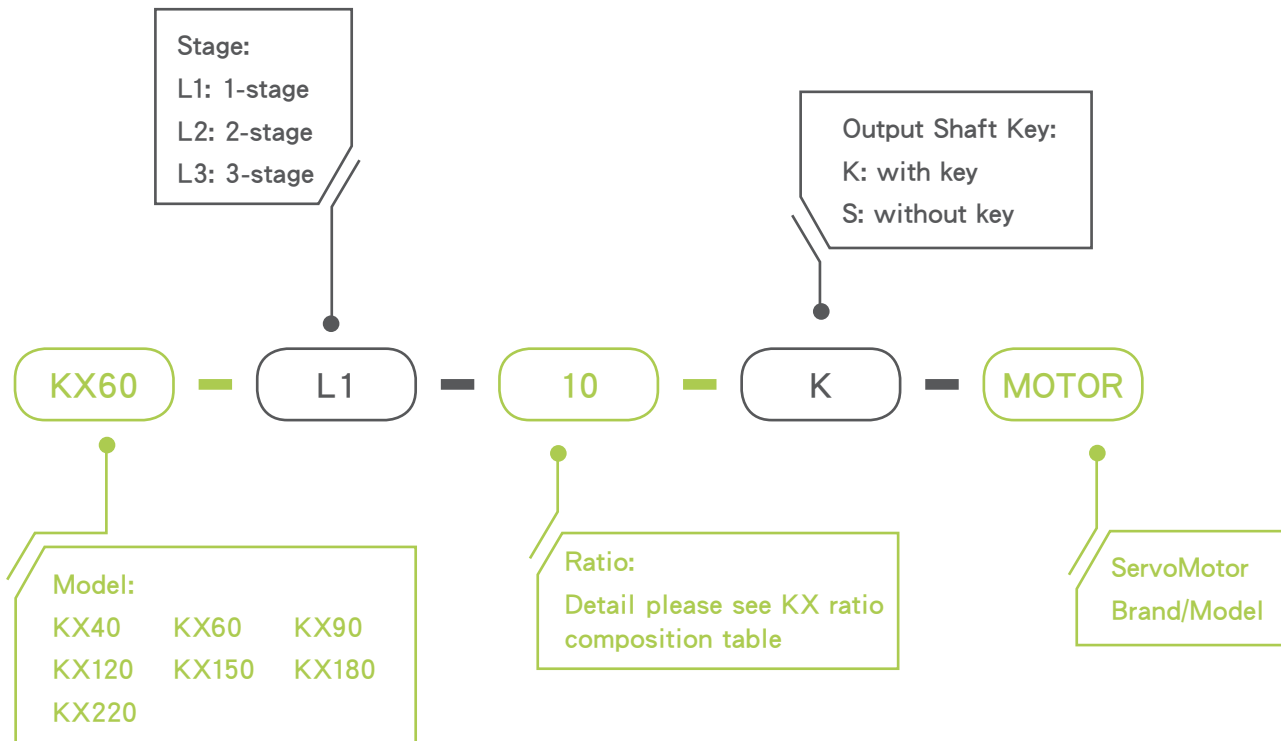 Stage:
L1: 1-stage
L2: 2-stage
L3: 3-stage
Output Shaft Key:
K: with key
S: without key
KX60 - L1 - 10 - K - MOTOR
Model:
KX40 KX60 KX90
KX120 KX150 KX180
KX220
Ratio:
Detail please see KX ratio
composition table
ServoMotor
Brand/Model